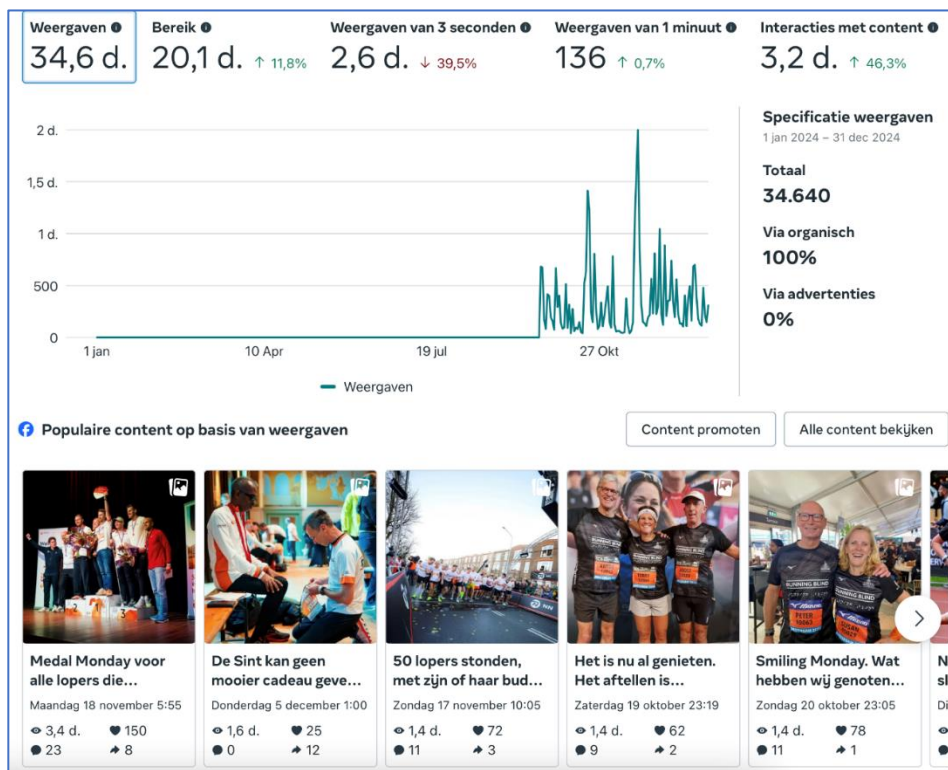 Weergaven Bereik Weergaven van 3 seconden Weergaven van 1 minuut Interacties met content
34,6 d. 20,1 d. ↑ 11,8% 2,6 d. ↓ 39,5% 136 ↑ 0,7% 3,2 d. ↑ 46,3%
Specificatie weergaven
1 jan 2024 – 31 dec 2024
Totaal
34.640
Via organisch
100%
Via advertenties
0%
2 d.
1,5 d.
1 d.
500
0
1 jan 10 Apr 19 jul 27 Okt
Weergaven
Populaire content op basis van weergaven
Content promoten Alle content bekijken
RUNNING BLIND
RUNNING BLIND
PETER
SUSAN
Medal Monday voor
alle lopers die...
Maandag 18 november 5:55
3,4 d. 150
23 8
De Sint kan geen
mooier cadeau geve...
Donderdag 5 december 1:00
1,6 d. 25
0 12
50 lopers stonden,
met zijn of haar bud...
Zondag 17 november 10:05
1,4 d. 72
11 3
Het is nu al genieten.
Het aftellen is...
Zaterdag 19 oktober 23:19
1,4 d. 62
9 2
Smiling Monday. Wat
hebben wij genoten...
Zondag 20 oktober 23:05
1,4 d. 78
11 1
N
sl
Di